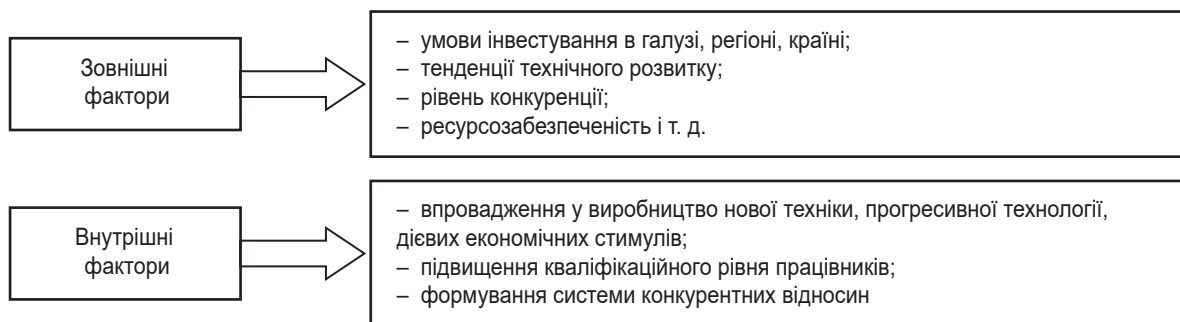 Зовнішні
фактори
– умови інвестування в галузі, регіоні, країні;
– тенденції технічного розвитку;
– рівень конкуренції;
– ресурсозабезпеченість і т. д.
Внутрішні
фактори
– впровадження у виробництво нової техніки, прогресивної технології,
дієвих економічних стимулів;
– підвищення кваліфікаційного рівня працівників;
– формування системи конкурентних відносин